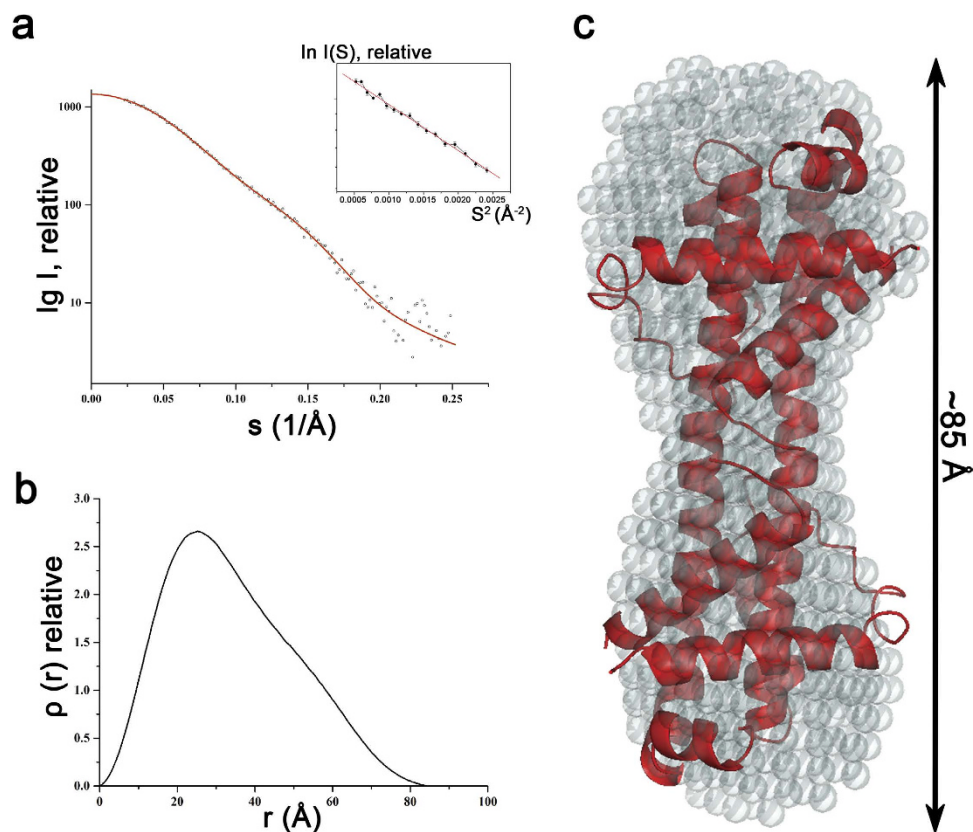 a
lg I, relative
1000
100
10
0.00 0.05 0.10 0.15 0.20 0.25
s (1/Å)
ln I(S), relative
0.0005 0.0010 0.0015 0.0020 0.0025
S² (Å⁻²)
b
ρ (r) relative
3.0
2.5
2.0
1.5
1.0
0.5
0.0
0 20 40 60 80 100
r (Å)
c
~85 Å